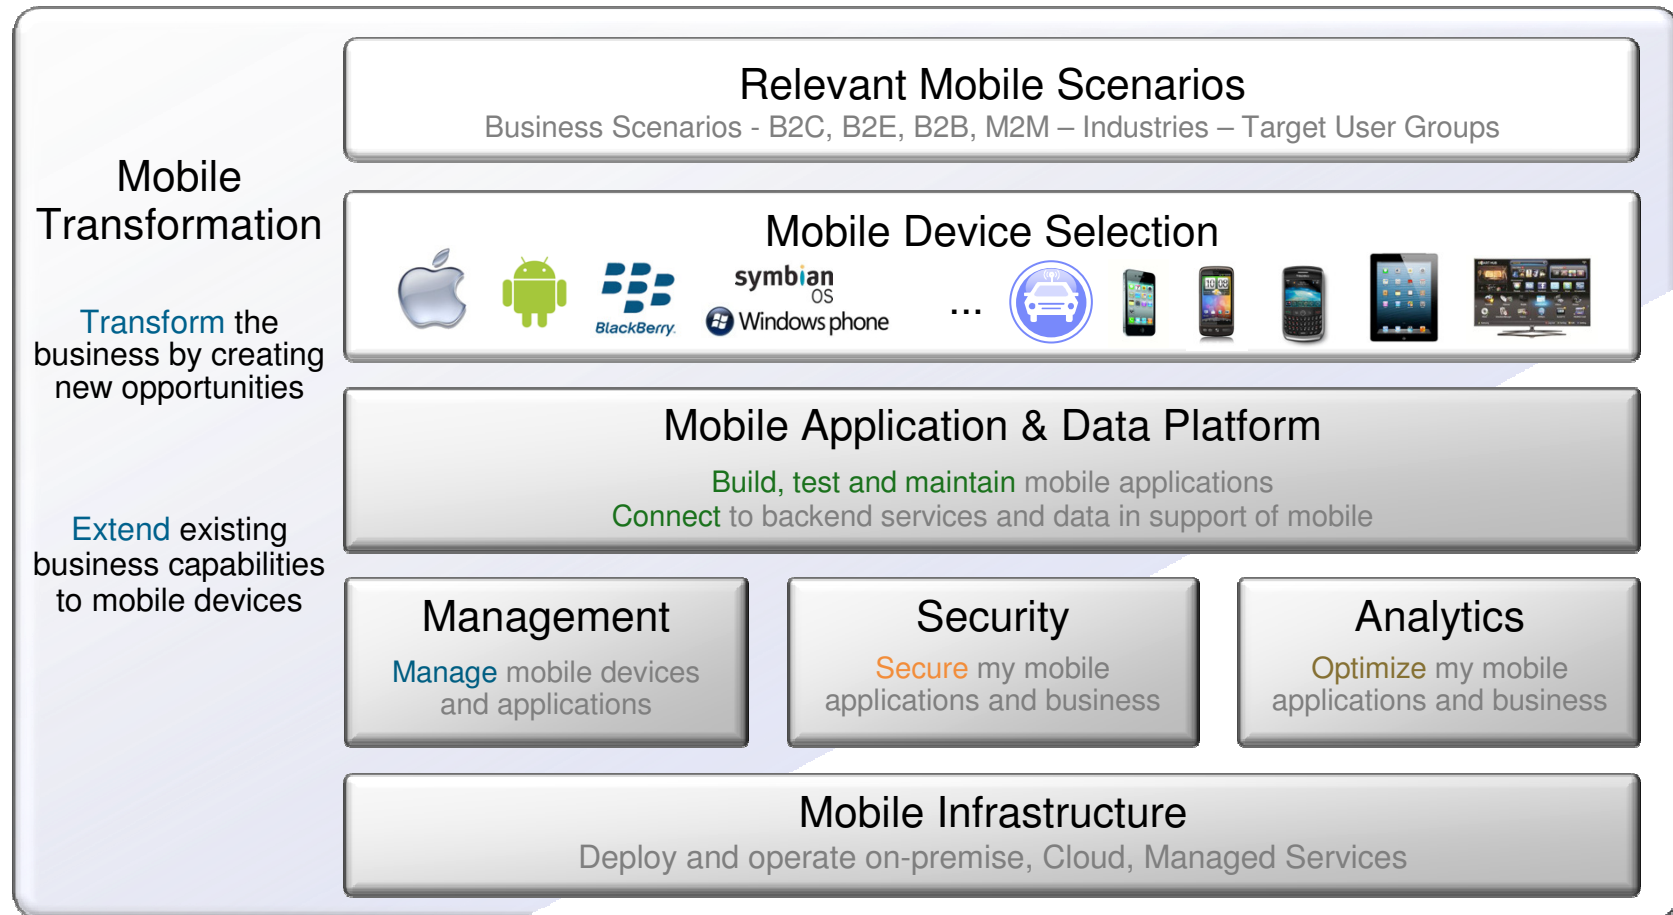 Mobile
Transformation
Transform the
business by creating
new opportunities
Extend existing
business capabilities
to mobile devices
Relevant Mobile Scenarios
Business Scenarios - B2C, B2E, B2B, M2M – Industries – Target User Groups
Mobile Device Selection
BlackBerry.
symbian
OS
Windows phone
...
Mobile Application & Data Platform
Build, test and maintain mobile applications
Connect to backend services and data in support of mobile
Management
Manage mobile devices
and applications
Security
Secure my mobile
applications and business
Analytics
Optimize my mobile
applications and business
Mobile Infrastructure
Deploy and operate on-premise, Cloud, Managed Services